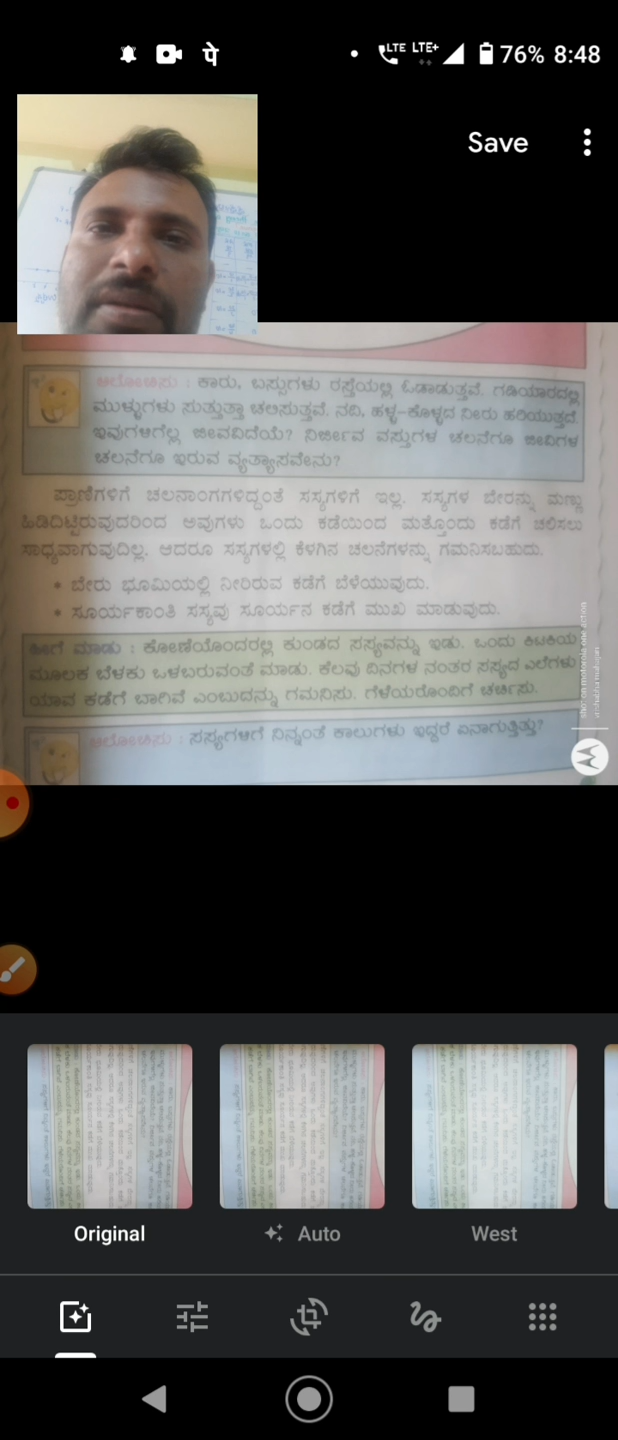 76% 8:48
Save
ಆಲೋಚಿಸು : ಕಾರು, ಬಸ್ಸುಗಳು ರಸ್ತೆಯಲ್ಲಿ ಓಡಾಡುತ್ತವೆ. ಗಡಿಯಾರದಲ್ಲಿ
ಮುಳ್ಳುಗಳು ಸುತ್ತುತ್ತಾ ಚಲಿಸುತ್ತವೆ. ನದಿ, ಹಳ್ಳ-ಕೊಳ್ಳದ ನೀರು ಹರಿಯುತ್ತದೆ.
ಇವುಗಳಿಗೆಲ್ಲ ಜೀವವಿದೆಯೆ? ನಿರ್ಜೀವ ವಸ್ತುಗಳ ಚಲನೆಗೂ ಜೀವಿಗಳ
ಚಲನೆಗೂ ಇರುವ ವ್ಯತ್ಯಾಸವೇನು?
ಪ್ರಾಣಿಗಳಿಗೆ ಚಲನಾಂಗಗಳಿದ್ದಂತೆ ಸಸ್ಯಗಳಿಗೆ ಇಲ್ಲ. ಸಸ್ಯಗಳ ಬೇರನ್ನು ಮಣ್ಣು
ಹಿಡಿದಿಟ್ಟಿರುವುದರಿಂದ ಅವುಗಳು ಒಂದು ಕಡೆಯಿಂದ ಮತ್ತೊಂದು ಕಡೆಗೆ ಚಲಿಸಲು
ಸಾಧ್ಯವಾಗುವುದಿಲ್ಲ. ಆದರೂ ಸಸ್ಯಗಳಲ್ಲಿ ಕೆಳಗಿನ ಚಲನೆಗಳನ್ನು ಗಮನಿಸಬಹುದು.
• ಬೇರು ಭೂಮಿಯಲ್ಲಿ ನೀರಿರುವ ಕಡೆಗೆ ಬೆಳೆಯುವುದು.
• ಸೂರ್ಯಕಾಂತಿ ಸಸ್ಯವು ಸೂರ್ಯನ ಕಡೆಗೆ ಮುಖ ಮಾಡುವುದು.
ಹೀಗೆ ಮಾಡು : ಕೋಣೆಯೊಂದರಲ್ಲಿ ಕುಂಡದ ಸಸ್ಯವನ್ನು ಇಡು. ಒಂದು ಕಿಟಕಿಯ
ಮೂಲಕ ಬೆಳಕು ಒಳಬರುವಂತೆ ಮಾಡು. ಕೆಲವು ದಿನಗಳ ನಂತರ ಸಸ್ಯದ ಎಲೆಗಳು
ಯಾವ ಕಡೆಗೆ ಬಾಗಿವೆ ಎಂಬುದನ್ನು ಗಮನಿಸು. ಗೆಳೆಯರೊಂದಿಗೆ ಚರ್ಚಿಸು.
ಆಲೋಚಿಸು : ಸಸ್ಯಗಳಿಗೆ ನಿನ್ನಂತೆ ಕಾಲುಗಳು ಇದ್ದರೆ ಏನಾಗುತ್ತಿತ್ತು?
Original
Auto
West